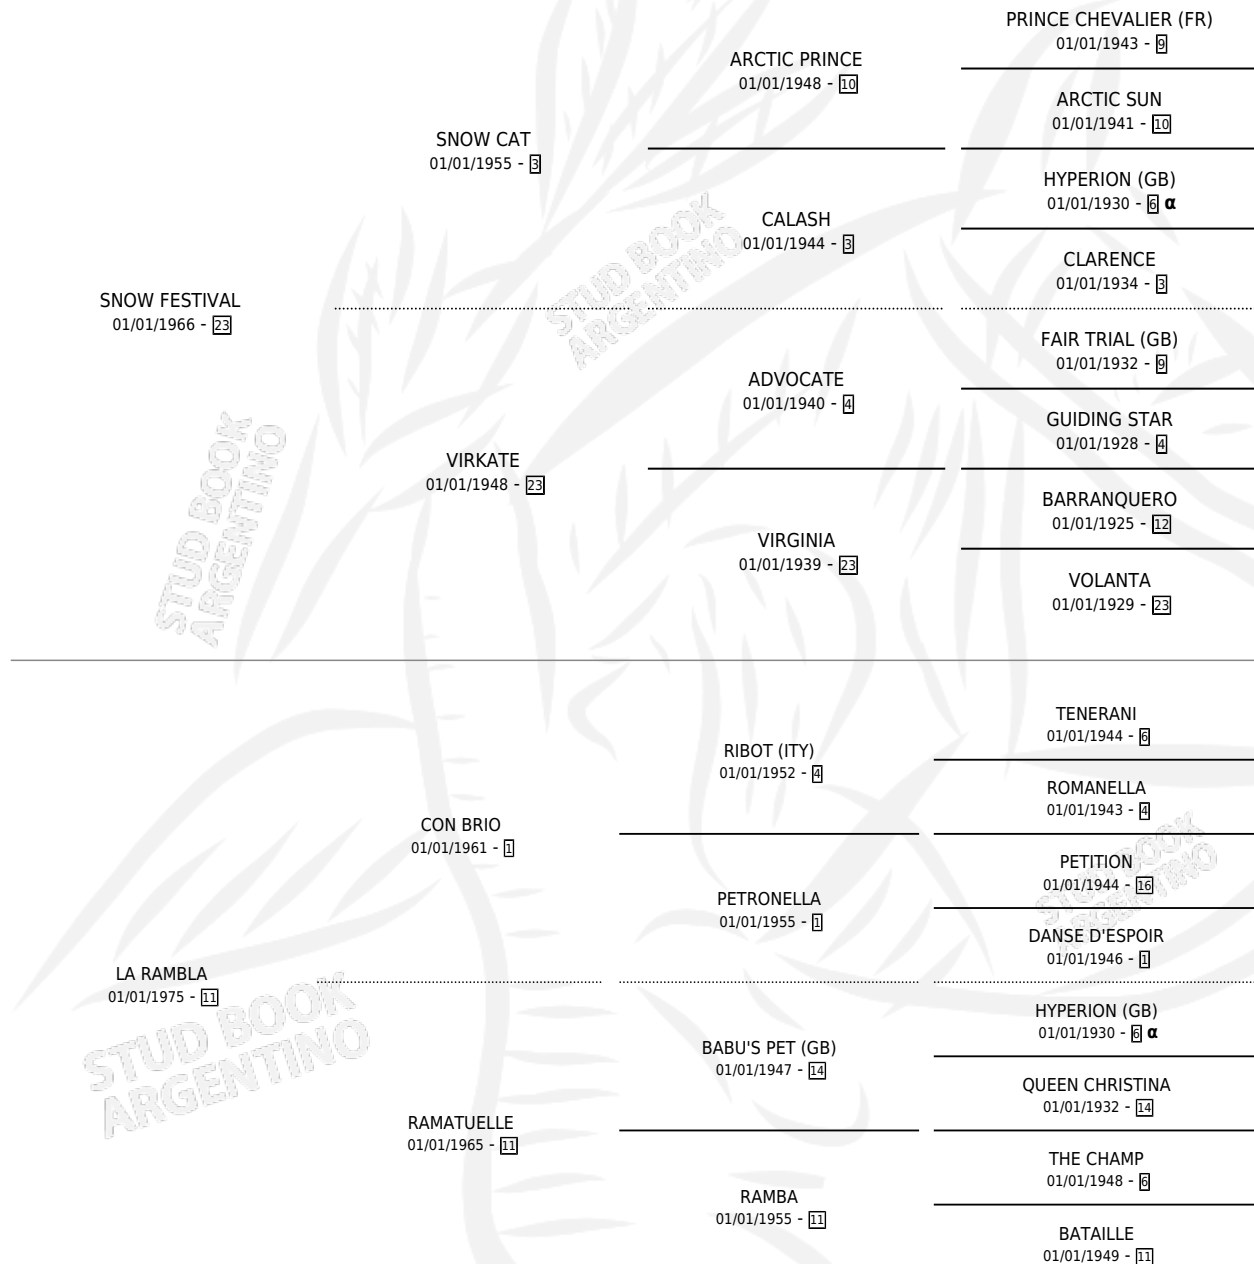 PRINCE CHEVALIER (FR)
01/01/1943 - 9
ARCTIC PRINCE
01/01/1948 - 10
ARCTIC SUN
01/01/1941 - 10
SNOW CAT
01/01/1955 - 3
HYPERION (GB)
01/01/1930 - 6 α
CALASH
01/01/1944 - 3
CLARENCE
01/01/1934 - 3
SNOW FESTIVAL
01/01/1966 - 23
FAIR TRIAL (GB)
01/01/1932 - 9
ADVOCATE
01/01/1940 - 4
GUIDING STAR
01/01/1928 - 4
VIRKATE
01/01/1948 - 23
BARRANQUERO
01/01/1925 - 12
VIRGINIA
01/01/1939 - 23
VOLANTA
01/01/1929 - 23
TENERANI
01/01/1944 - 6
RIBOT (ITY)
01/01/1952 - 4
ROMANELLA
01/01/1943 - 4
CON BRIO
01/01/1961 - 1
PETITION
01/01/1944 - 16
PETRONELLA
01/01/1955 - 1
DANSE D'ESPOIR
01/01/1946 - 1
LA RAMBLA
01/01/1975 - 11
HYPERION (GB)
01/01/1930 - 6 α
BABU'S PET (GB)
01/01/1947 - 14
QUEEN CHRISTINA
01/01/1932 - 14
RAMATUELLE
01/01/1965 - 11
THE CHAMP
01/01/1948 - 6
RAMBA
01/01/1955 - 11
BATAILLE
01/01/1949 - 11
STUD BOOK
ARGENTINO
STUD BOOK
ARGENTINO
STUD BOOK
ARGENTINO
STUD BOOK
ARGENTINO